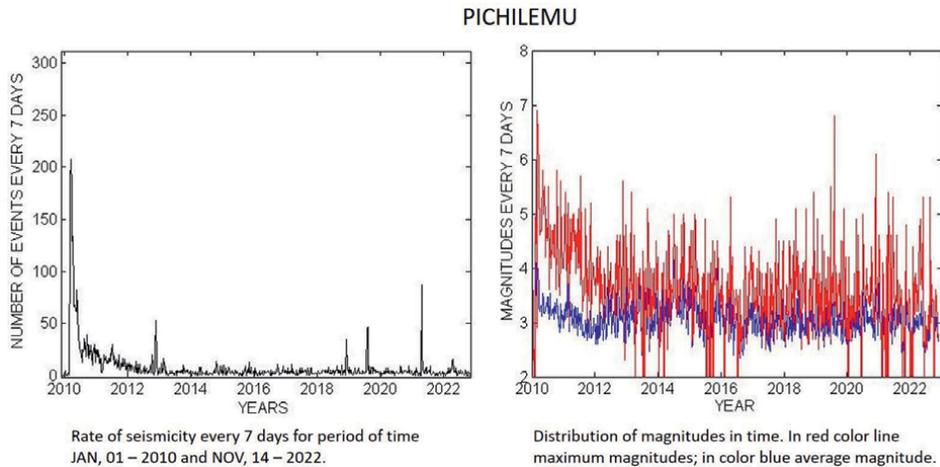 PICHILEMU
NUMBER OF EVENTS EVERY 7 DAYS
300
250
200
150
100
50
0
2010 2012 2014 2016 2018 2020 2022
YEARS
Rate of seismicity every 7 days for period of time
JAN, 01 – 2010 and NOV, 14 – 2022.
MAGNITUDES EVERY 7 DAYS
8
7
6
5
4
3
2
2010 2012 2014 2016 2018 2020 2022
YEAR
Distribution of magnitudes in time. In red color line
maximum magnitudes; in color blue average magnitude.